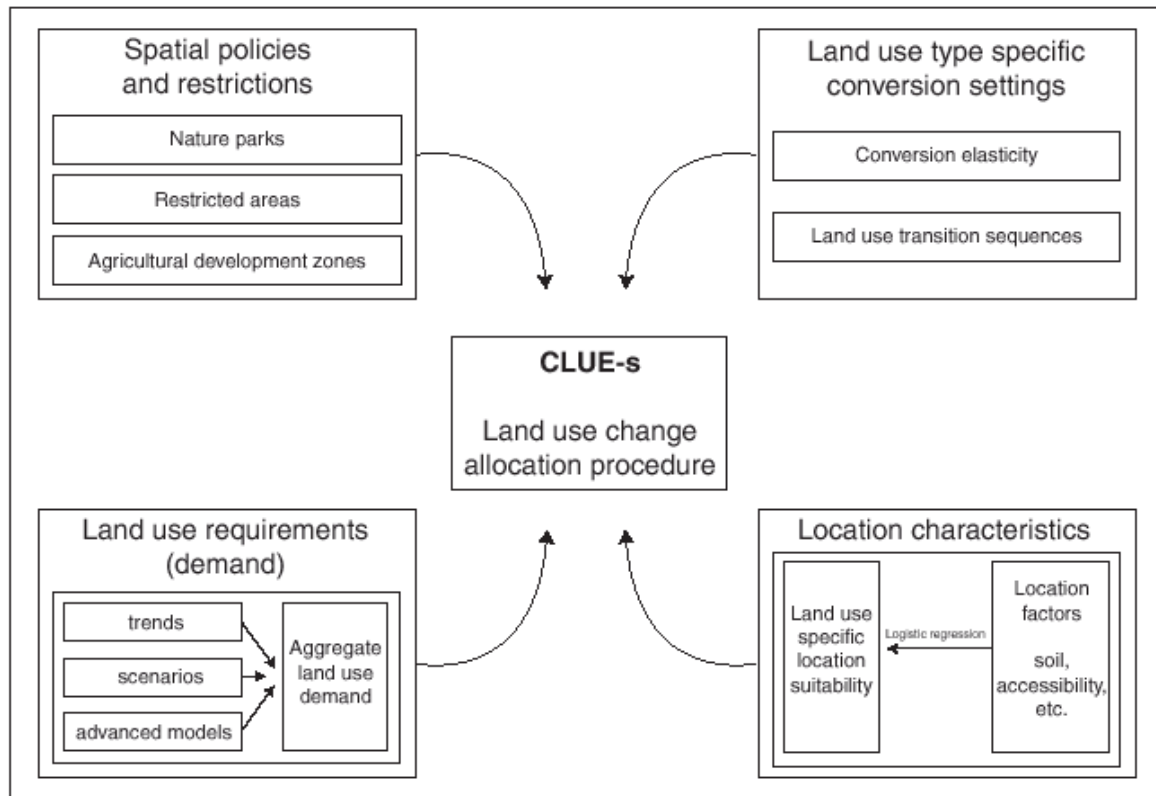 Spatial policies
and restrictions
Nature parks
Restricted areas
Agricultural development zones
Land use type specific
conversion settings
Conversion elasticity
Land use transition sequences
CLUE-s
Land use change
allocation procedure
Land use requirements
(demand)
trends
scenarios
advanced models
Aggregate
land use
demand
Location characteristics
Land use
specific
location
suitability
Logistic regression
Location
factors
soil,
accessibility,
etc.